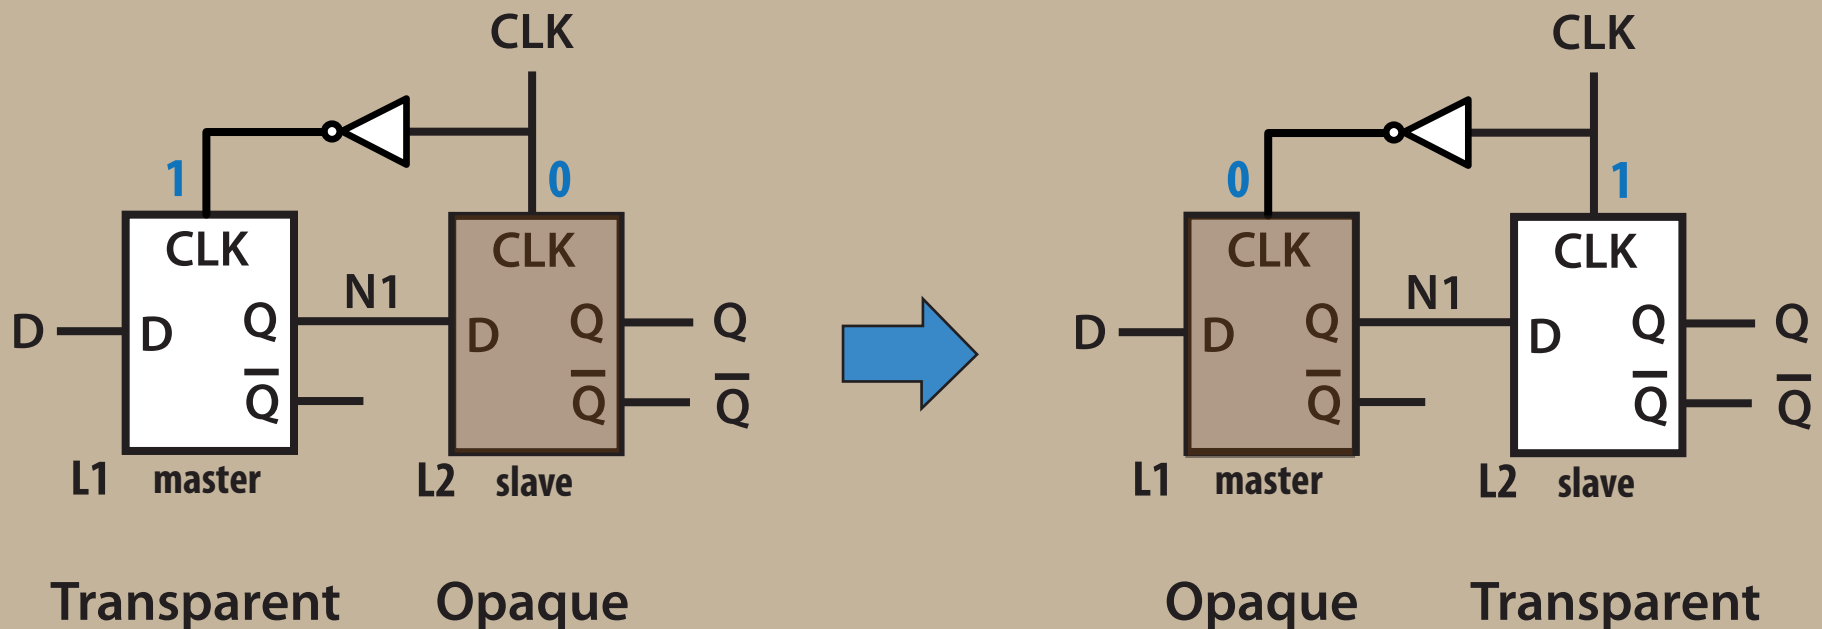 CLK CLK
1 0 0 1
CLK CLK CLK CLK
N1 N1
D D Q D Q Q D D Q D Q Q
Q̅ Q̅ Q̅ Q̅ Q̅ Q̅
L1 master L2 slave L1 master L2 slave
Transparent Opaque Opaque Transparent